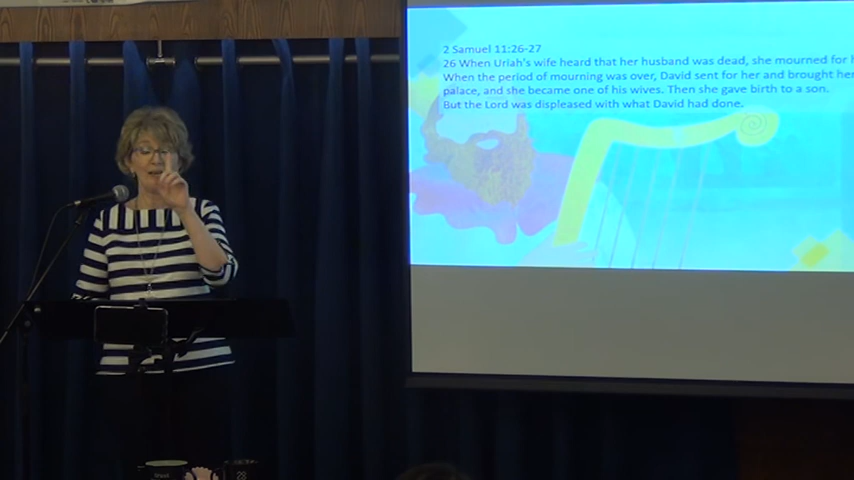 2 Samuel 11:26-27
26 When Uriah's wife heard that her husband was dead, she mourned for
When the period of mourning was over, David sent for her and brought her
palace, and she became one of his wives. Then she gave birth to a son.
But the Lord was displeased with what David had done.